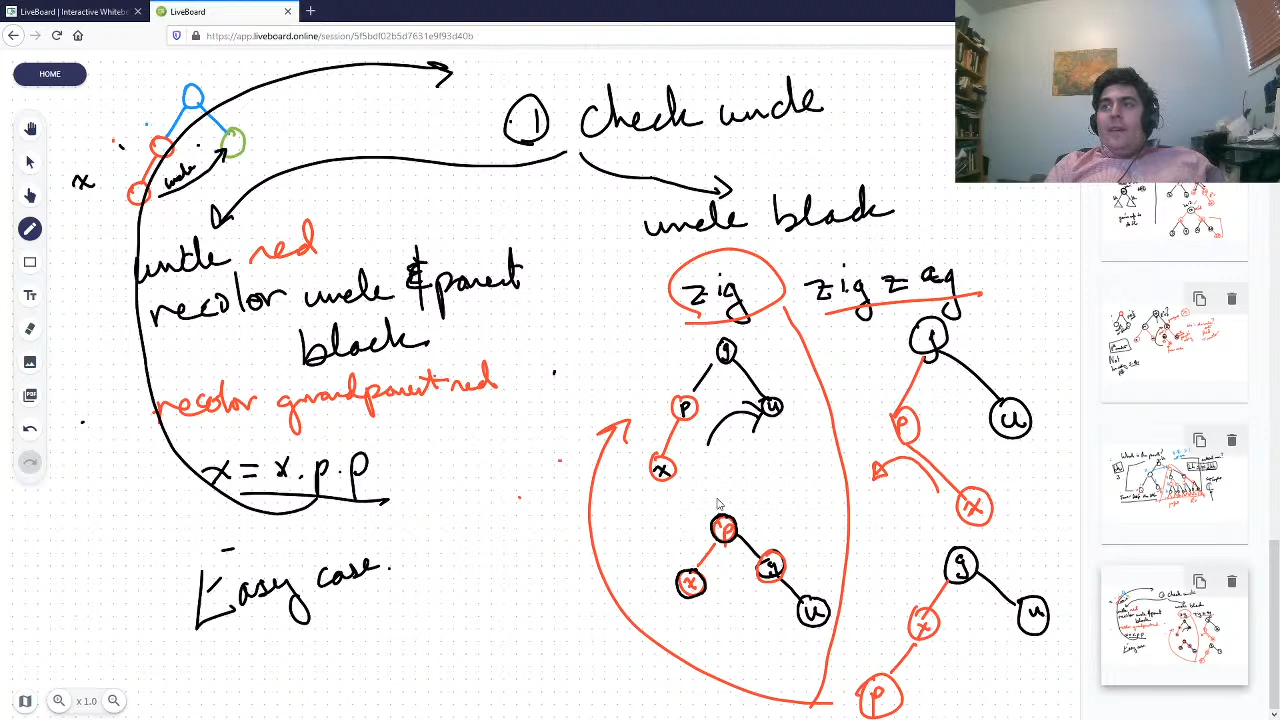 LiveBoard | Interactive Whitebo
LiveBoard
https://app.liveboard.online/session/5f5bdf02b5d7631e9f93d40b
HOME
① check uncle
x
uncle
uncle red
recolor uncle & parent
black.
recolor grandparent red
x = x.p.p
Easy case.
uncle black
zig zig zag
g
p u
x
p
x g
u
g
p u
x
g
x u
p
x 1.0